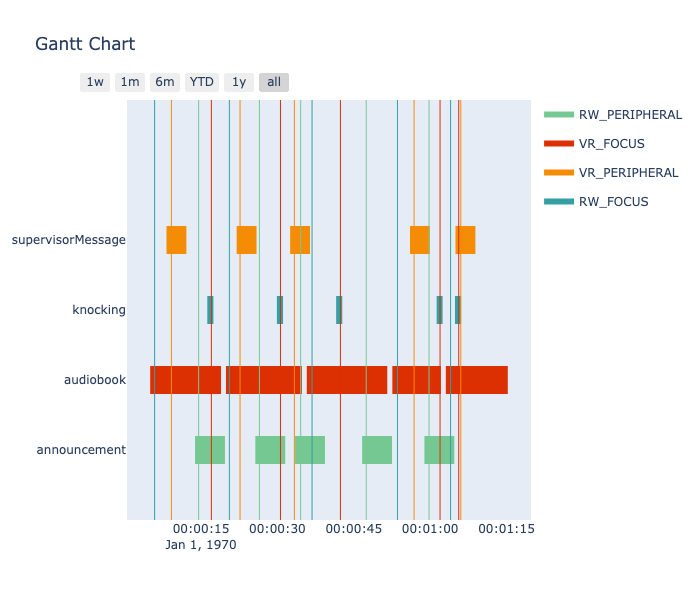 Gantt Chart
1w 1m 6m YTD 1y all
RW_PERIPHERAL
VR_FOCUS
VR_PERIPHERAL
RW_FOCUS
supervisorMessage
knocking
audiobook
announcement
00:00:15 00:00:30 00:00:45 00:01:00 00:01:15
Jan 1, 1970